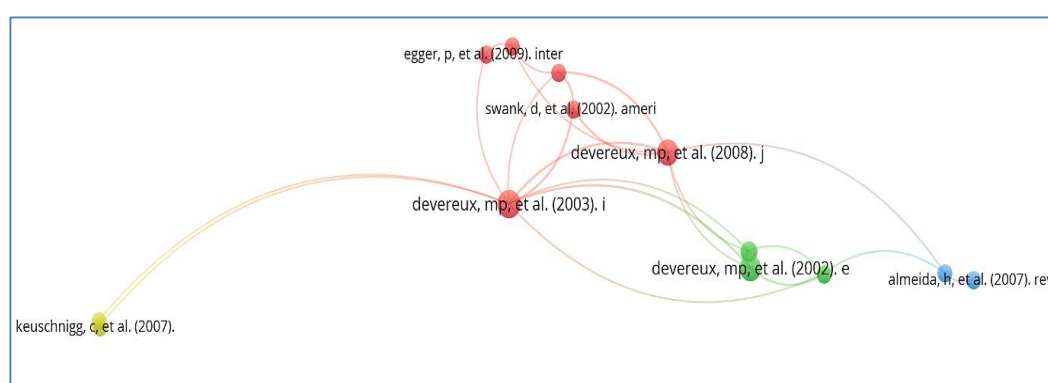 egger, p, et al. (2009). inter
swank, d, et al. (2002). ameri
devereux, mp, et al. (2008). j
devereux, mp, et al. (2003). i
devereux, mp, et al. (2002). e
almeida, h, et al. (2007). rev
keuschnigg, c, et al. (2007).